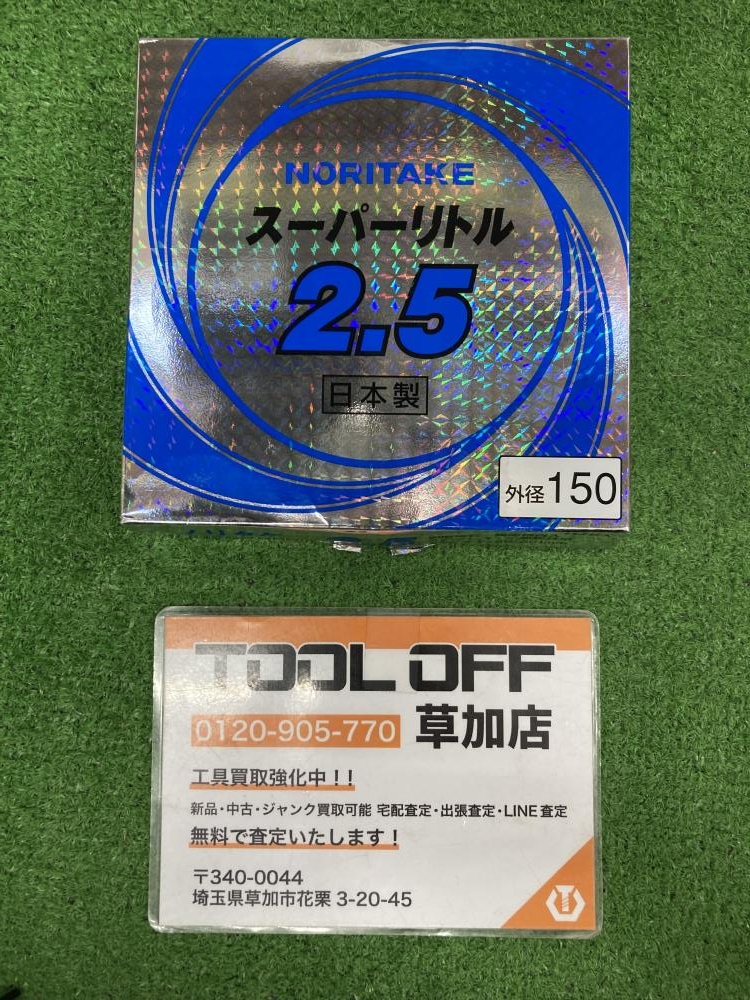 NORITAKE
スーパーリトル
2.5
日本製
外径150
TOOL OFF
0120-905-770 草加店
工具買取強化中!!
新品・中古・ジャンク買取可能 宅配査定・出張査定・LINE査定
無料で査定いたします!
〒340-0044
埼玉県草加市花栗 3-20-45